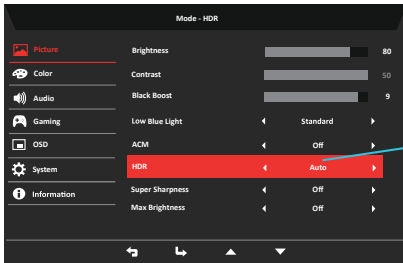 Mode - HDR
Picture
Color
Audio
Gaming
OSD
System
Information
Brightness 80
Contrast 50
Black Boost 9
Low Blue Light Standard
ACM Off
HDR Auto
Super Sharpness Off
Max Brightness Off